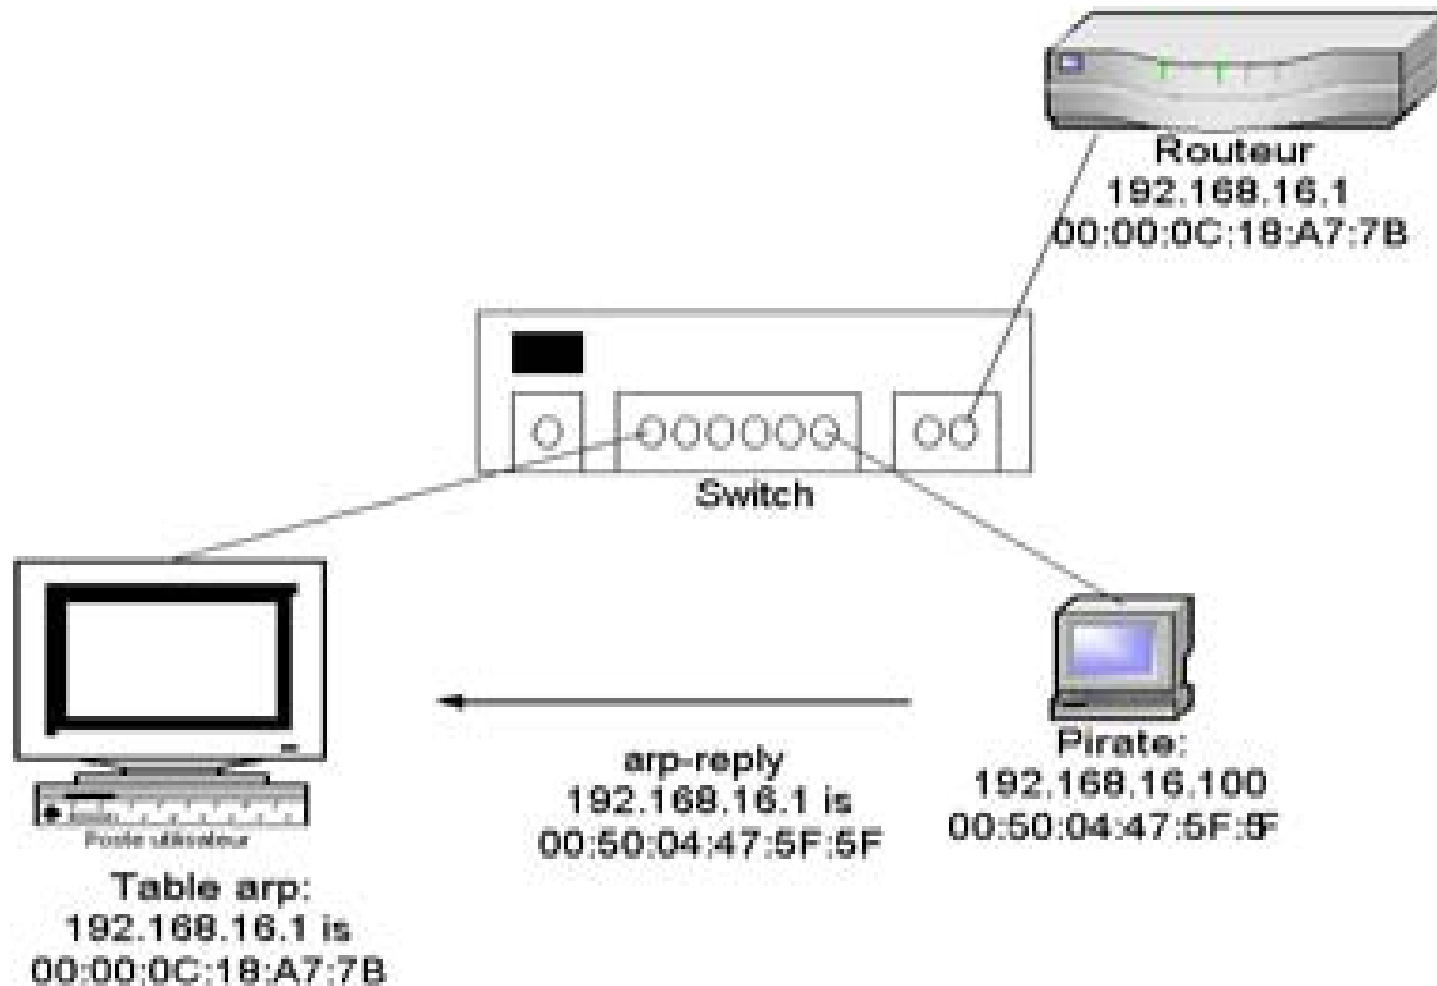 Routeur
192.168.16.1
00:00:0C:18:A7:7B
Switch
Poste utilisateur
Table arp:
192.168.16.1 is
00:00:0C:18:A7:7B
arp-reply
192.168.16.1 is
00:50:04:47:5F:5F
Pirate:
192.168.16.100
00:50:04:47:5F:5F